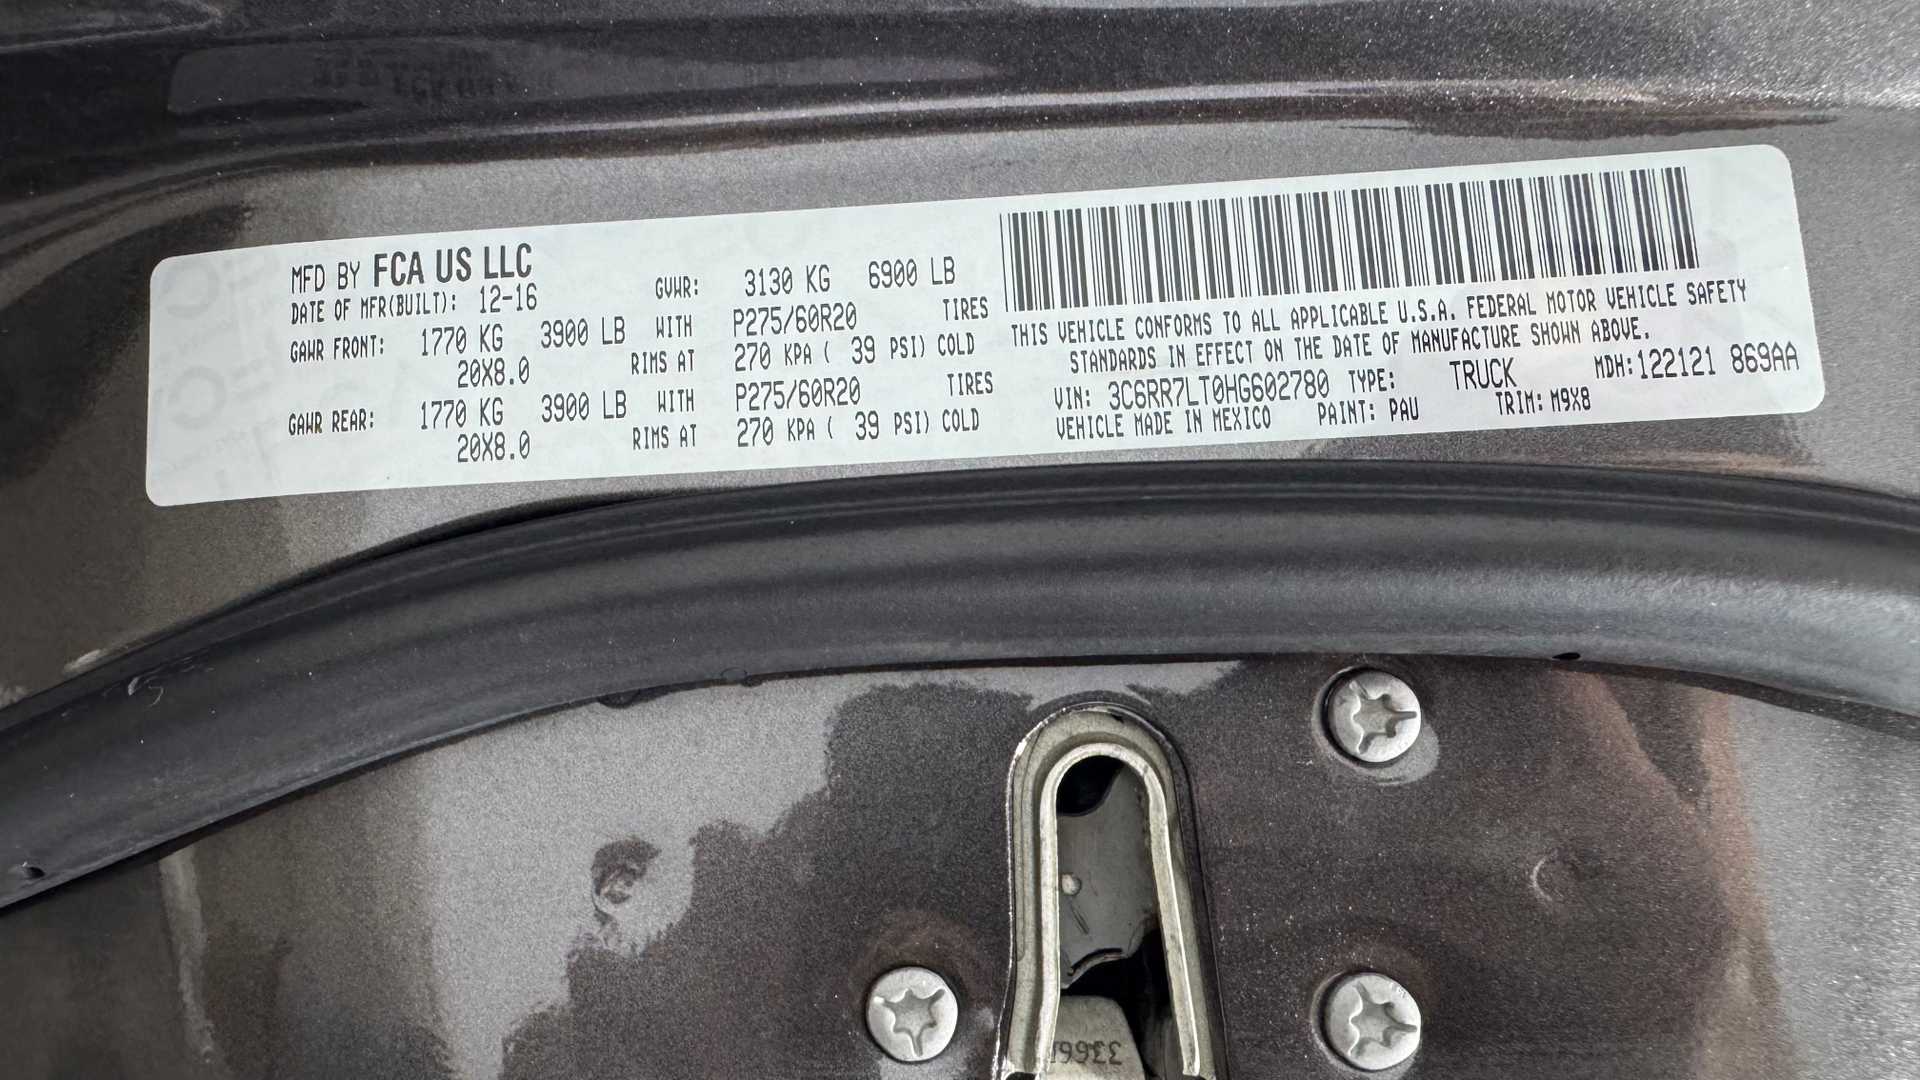 MFD BY FCA US LLC
DATE OF MFR(BUILT): 12-16 GVWR: 3130 KG 6900 LB
GAWR FRONT: 1770 KG 3900 LB WITH P275/60R20 TIRES
20X8.0 RIMS AT 270 KPA ( 39 PSI) COLD
GAWR REAR: 1770 KG 3900 LB WITH P275/60R20 TIRES
20X8.0 RIMS AT 270 KPA ( 39 PSI) COLD
THIS VEHICLE CONFORMS TO ALL APPLICABLE U.S.A. FEDERAL MOTOR VEHICLE SAFETY
STANDARDS IN EFFECT ON THE DATE OF MANUFACTURE SHOWN ABOVE.
VIN: 3C6RR7LT0HG602780 TYPE: TRUCK MDH:122121 869AA
VEHICLE MADE IN MEXICO PAINT: PAU TRIM: M9X8